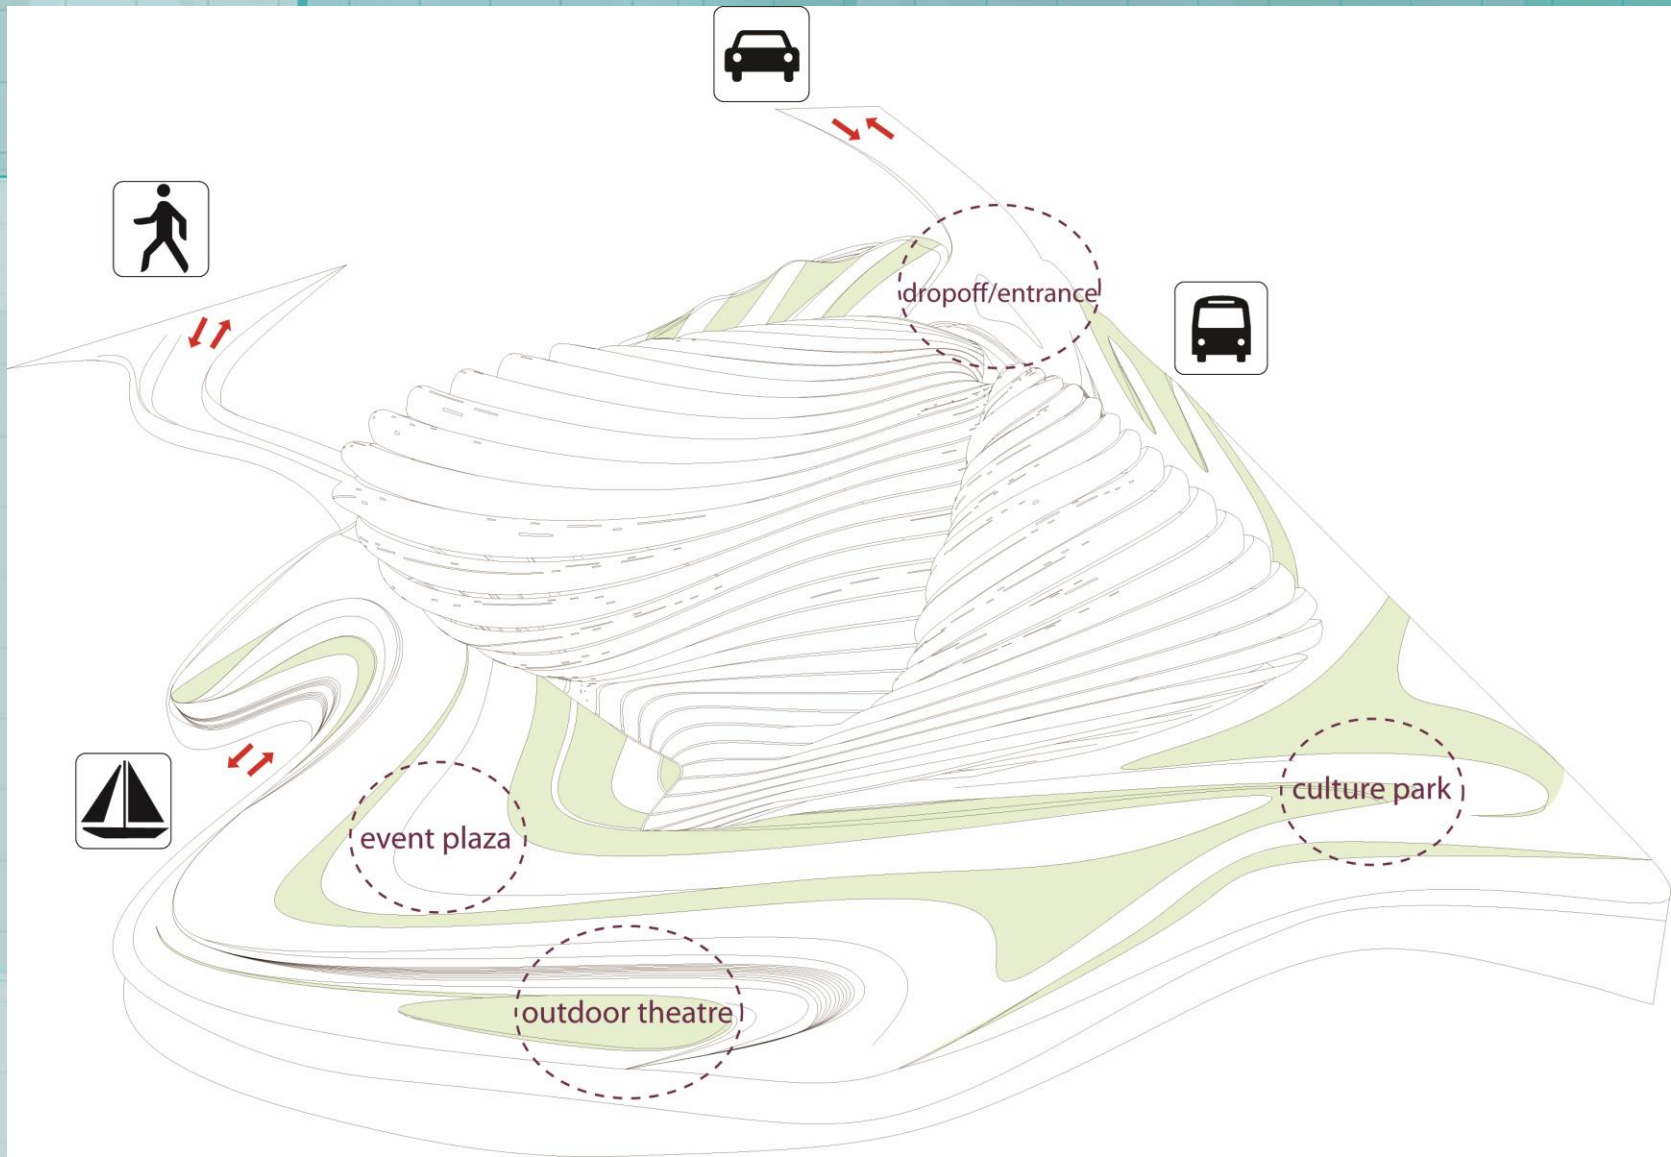 dropoff/entrance
culture park
event plaza
outdoor theatre